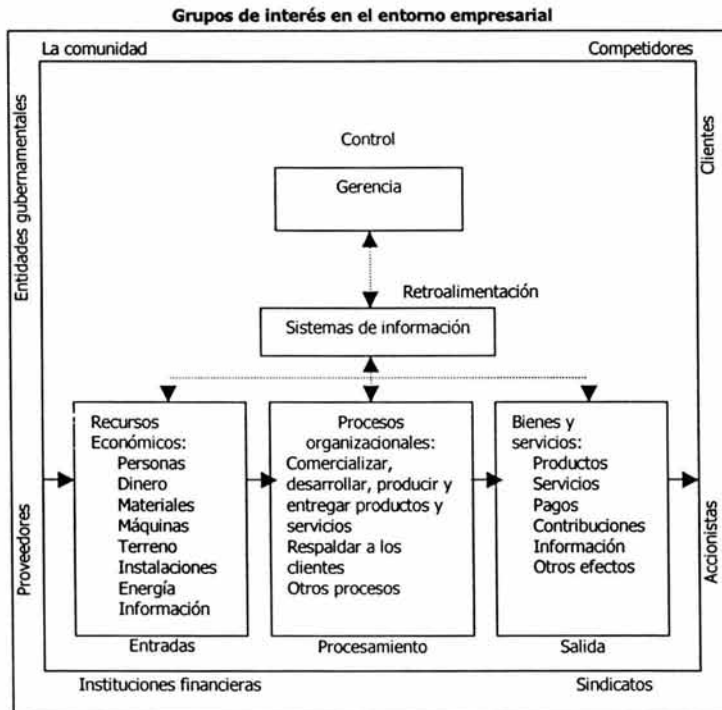 Grupos de interés en el entorno empresarial
La comunidad
Competidores
Entidades gubernamentales
Clientes
Control
Gerencia
Retroalimentación
Sistemas de información
Recursos
Económicos:
Personas
Dinero
Materiales
Máquinas
Terreno
Instalaciones
Energía
Información
Entradas
Procesos
organizacionales:
Comercializar,
desarrollar, producir y
entregar productos y
servicios
Respaldar a los
clientes
Otros procesos
Procesamiento
Bienes y
servicios:
Productos
Servicios
Pagos
Contribuciones
Información
Otros efectos
Salida
Proveedores
Accionistas
Instituciones financieras
Sindicatos